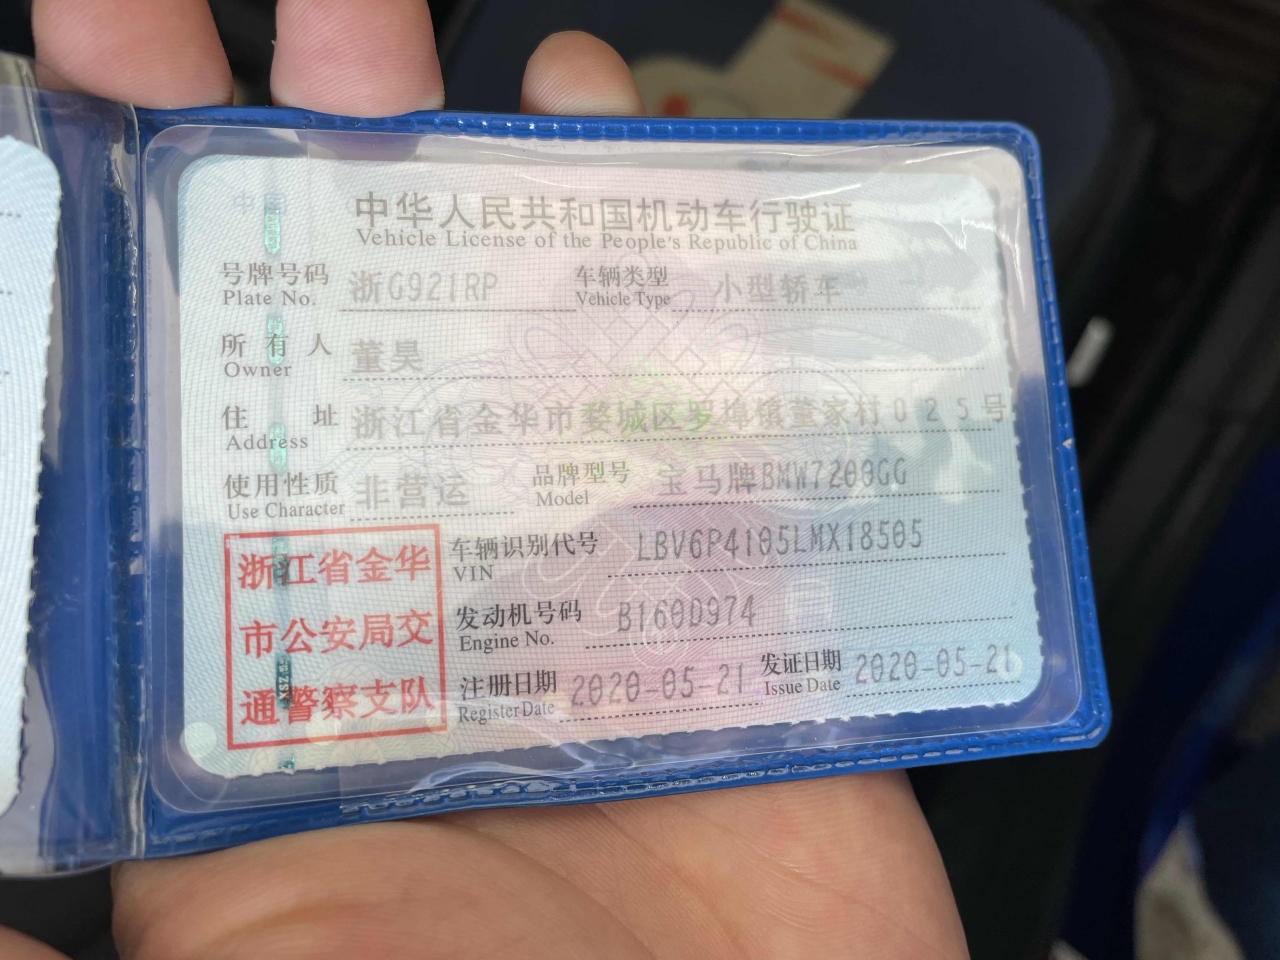 中华人民共和国机动车行驶证
Vehicle License of the People's Republic of China
号牌号码 浙G921RP 车辆类型 小型轿车
Plate No. Vehicle Type
所有人 董昊
Owner
住址 浙江省金华市婺城区罗埠镇董家村025号
Address
使用性质 非营运 品牌型号 宝马牌BMW7200GG
Use Character Model
浙江省金华
市公安局交
通警察支队
车辆识别代号 LBV6P4105LMX18505
VIN
发动机号码 B160D974
Engine No.
注册日期 2020-05-21 发证日期 2020-05-21
Register Date Issue Date